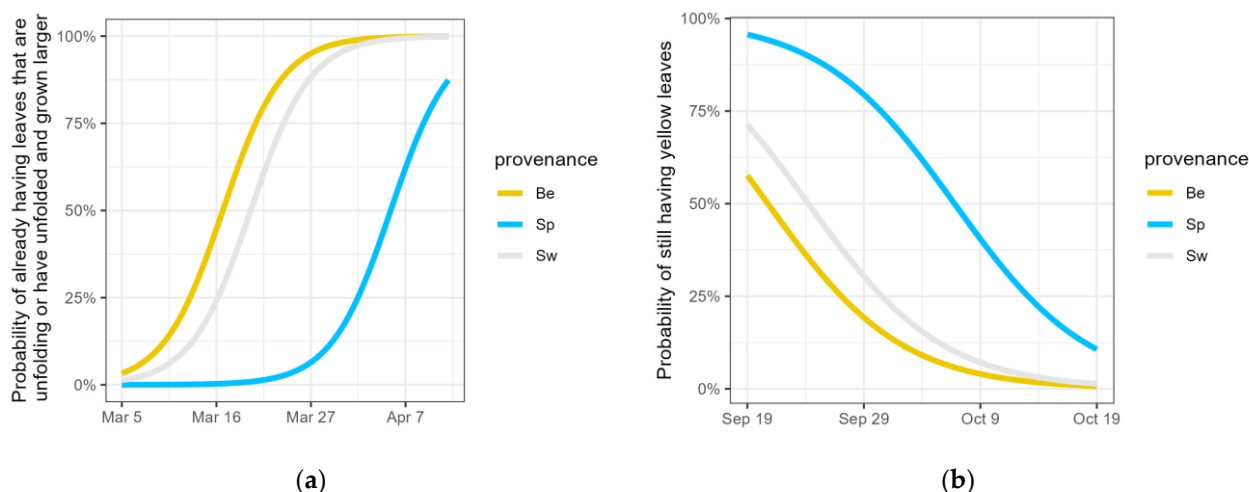 Probability of already having leaves that are
unfolding or have unfolded and grown larger
100%
75%
50%
25%
0%
Mar 5
Mar 16
Mar 27
Apr 7
provenance
Be
Sp
Sw
(a)
Probability of still having yellow leaves
100%
75%
50%
25%
0%
Sep 19
Sep 29
Oct 9
Oct 19
provenance
Be
Sp
Sw
(b)